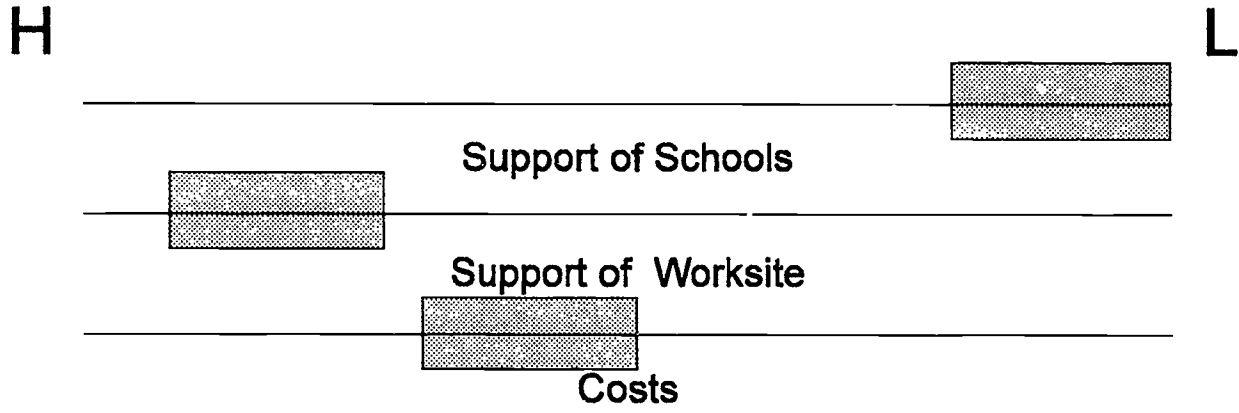 H L
Support of Schools
Support of Worksite
Costs